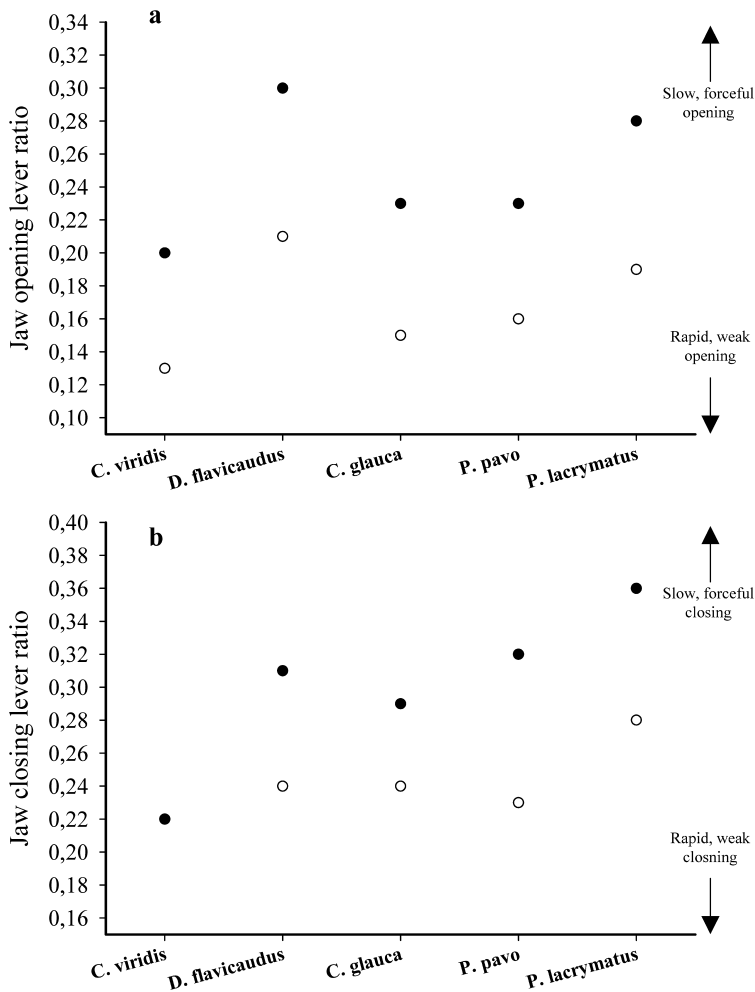 a
Jaw opening lever ratio
0,34
0,32
0,30
0,28
0,26
0,24
0,22
0,20
0,18
0,16
0,14
0,12
0,10
Slow, forceful
opening
Rapid, weak
opening
C. viridis
D. flavicaudus
C. glauca
P. pavo
P. lacrymatus
b
Jaw closing lever ratio
0,40
0,38
0,36
0,34
0,32
0,30
0,28
0,26
0,24
0,22
0,20
0,18
0,16
Slow, forceful
closing
Rapid, weak
closning
C. viridis
D. flavicaudus
C. glauca
P. pavo
P. lacrymatus